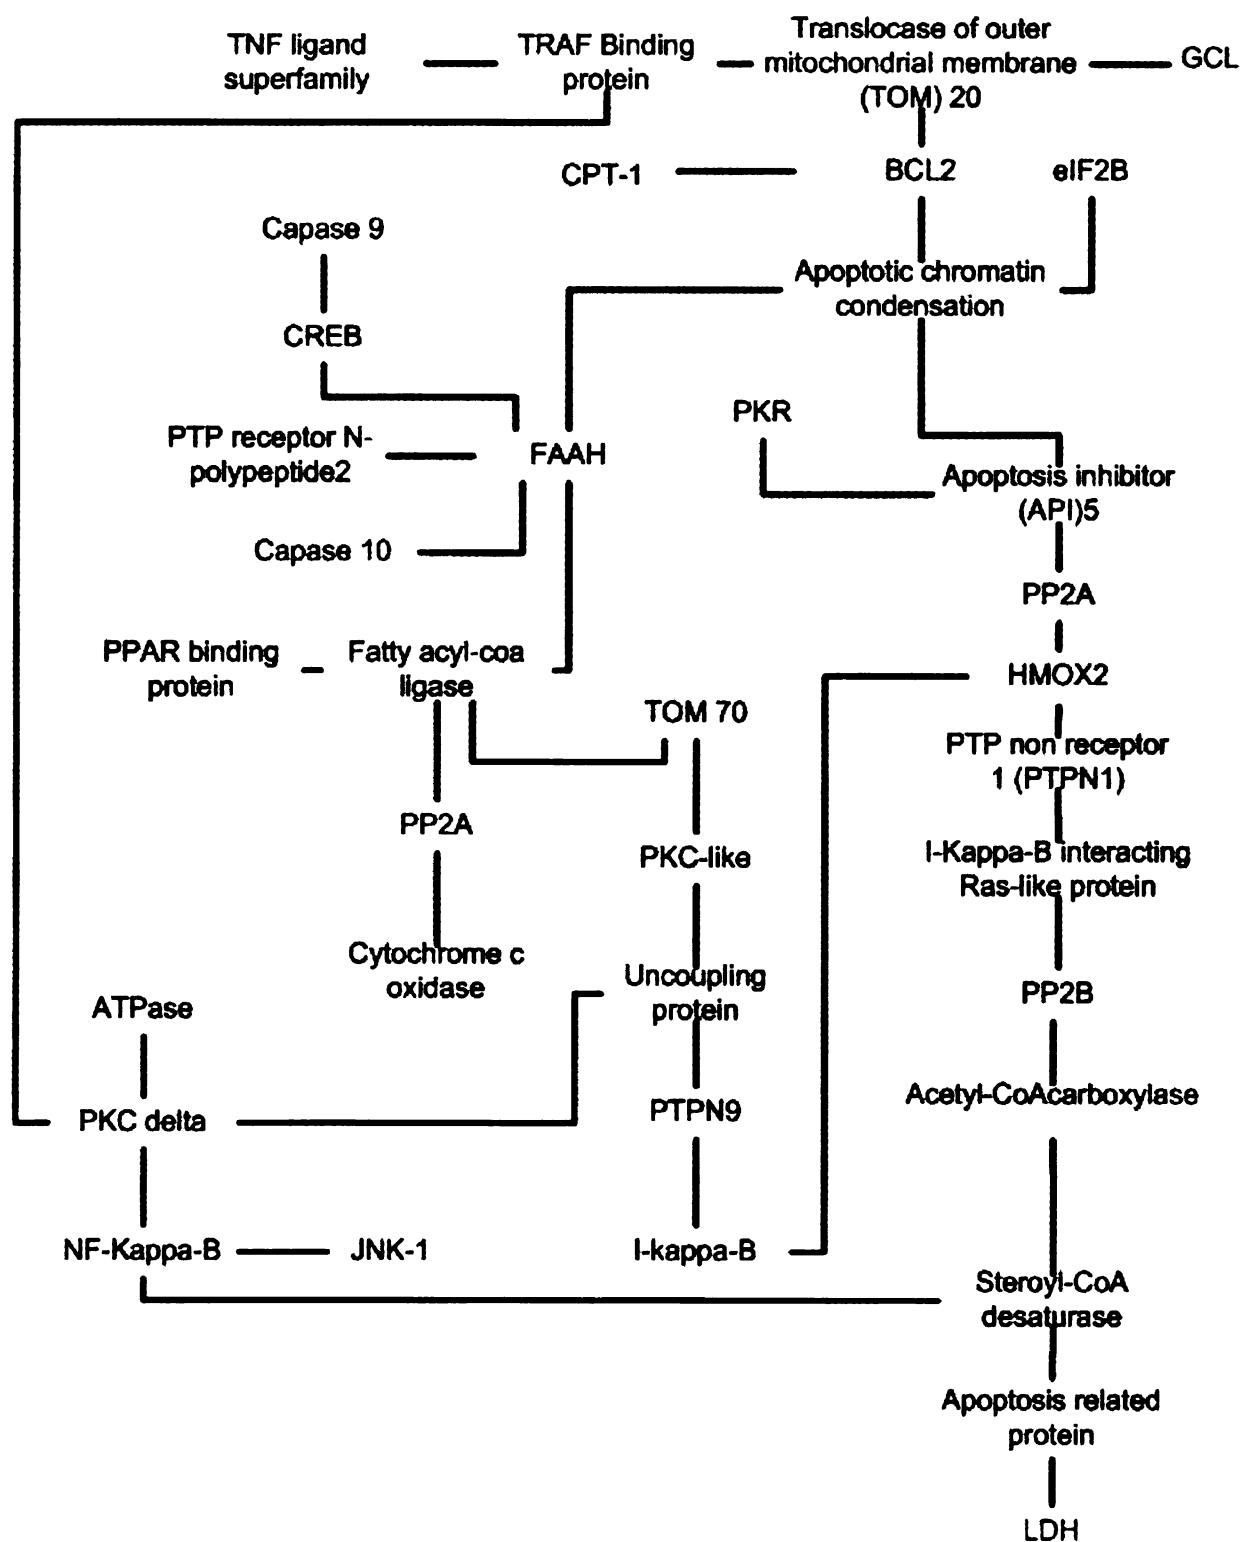 TNF ligand
superfamily
TRAF Binding
protein
Translocase of outer
mitochondrial membrane
(TOM) 20
GCL
CPT-1
BCL2
eIF2B
Capase 9
Apoptotic chromatin
condensation
CREB
PKR
PTP receptor N-
polypeptide2
FAAH
Apoptosis inhibitor
(API)5
Capase 10
PP2A
PPAR binding
protein
Fatty acyl-coa
ligase
HMOX2
TOM 70
PTP non receptor
1 (PTPN1)
PP2A
PKC-like
I-Kappa-B interacting
Ras-like protein
Cytochrome c
oxidase
Uncoupling
protein
PP2B
ATPase
Acetyl-CoAcarboxylase
PKC delta
PTPN9
NF-Kappa-B
JNK-1
I-kappa-B
Steroyl-CoA
desaturase
Apoptosis related
protein
LDH